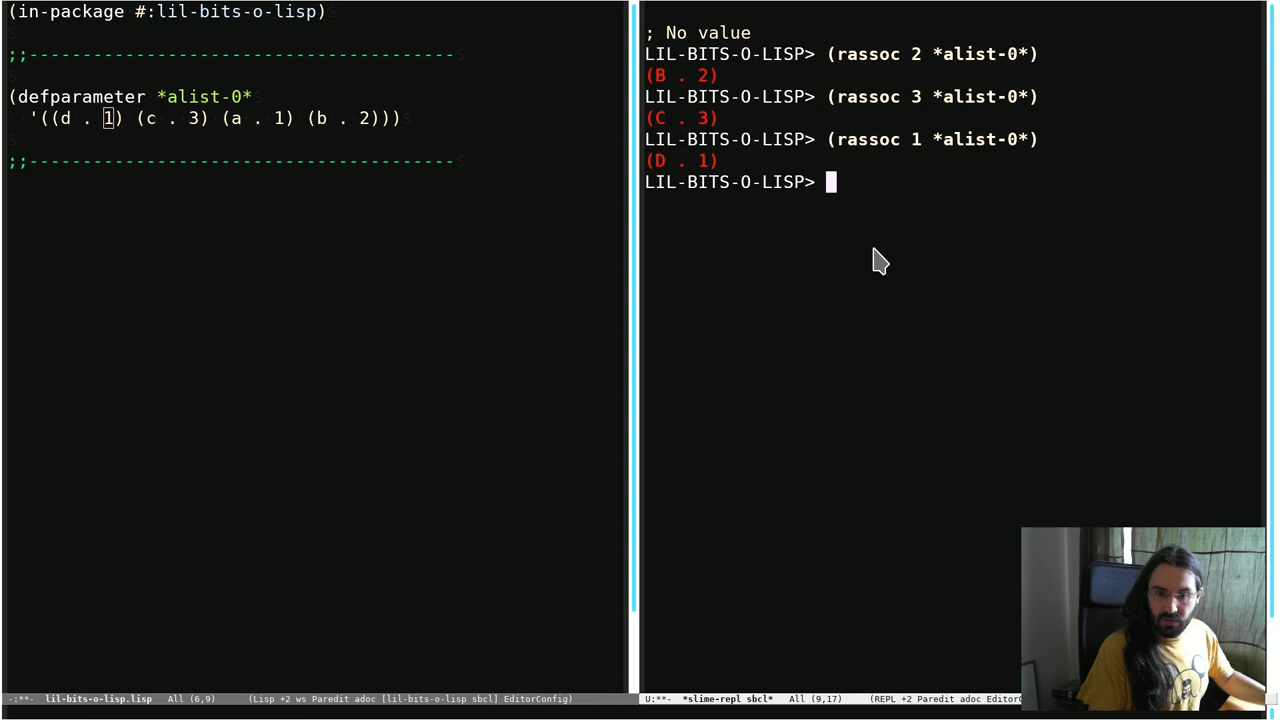 (in-package #:lil-bits-o-lisp)
;;----------------------------------------
(defparameter *alist-0*
'((d . 1) (c . 3) (a . 1) (b . 2)))
;;----------------------------------------
-:**- lil-bits-o-lisp.lisp All (6,9) (Lisp +2 ws Paredit adoc [lil-bits-o-lisp sbcl] EditorConfig)
; No value
LIL-BITS-O-LISP> (rassoc 2 *alist-0*)
(B . 2)
LIL-BITS-O-LISP> (rassoc 3 *alist-0*)
(C . 3)
LIL-BITS-O-LISP> (rassoc 1 *alist-0*)
(D . 1)
LIL-BITS-O-LISP>
U:**- *slime-repl sbcl* All (9,17) (REPL +2 Paredit adoc